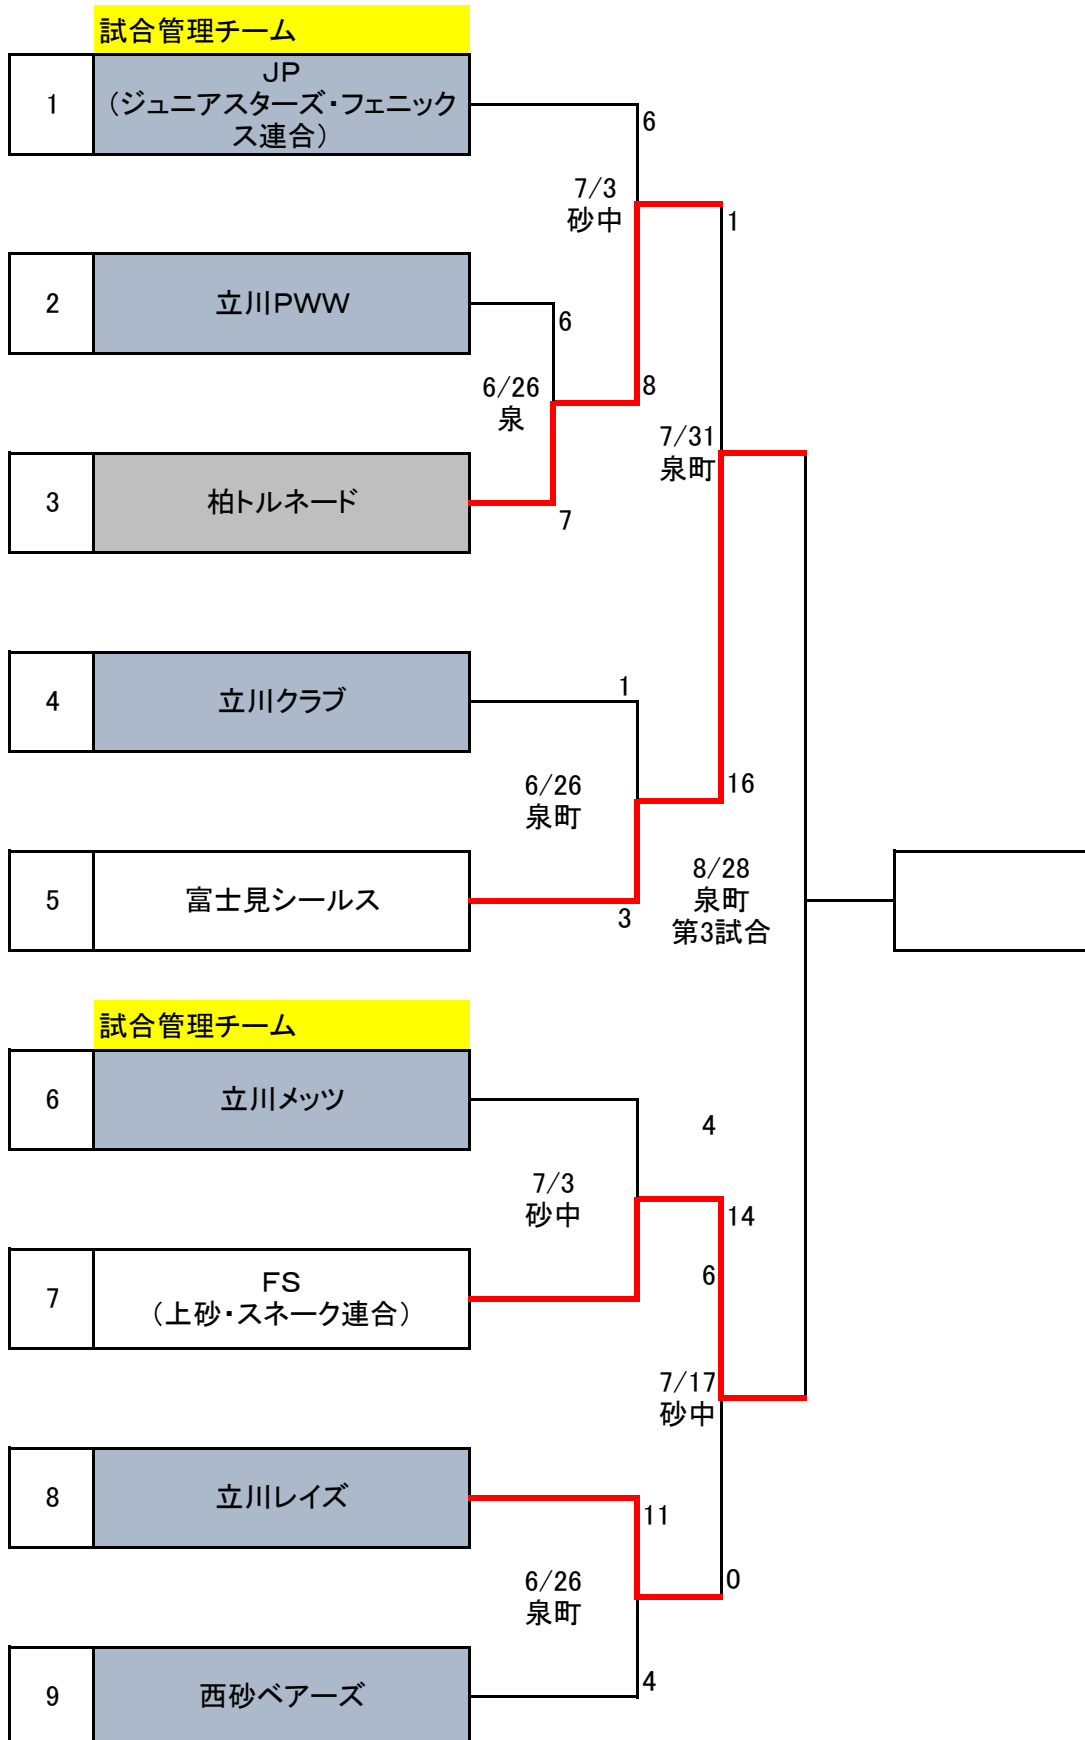 試合管理チーム
1
JP
（ジュニアスターズ・フェニック
ス連合）
6
7/3
砂中
1
2
立川PWW
6
6/26
泉
8
7/31
泉町
3
柏トルネード
7
4
立川クラブ
1
6/26
泉町
16
5
富士見シールス
3
8/28
泉町
第3試合
試合管理チーム
6
立川メッツ
4
7/3
砂中
14
7
FS
（上砂・スネーク連合）
6
7/17
砂中
8
立川レイズ
11
6/26
泉町
0
9
西砂ベアーズ
4